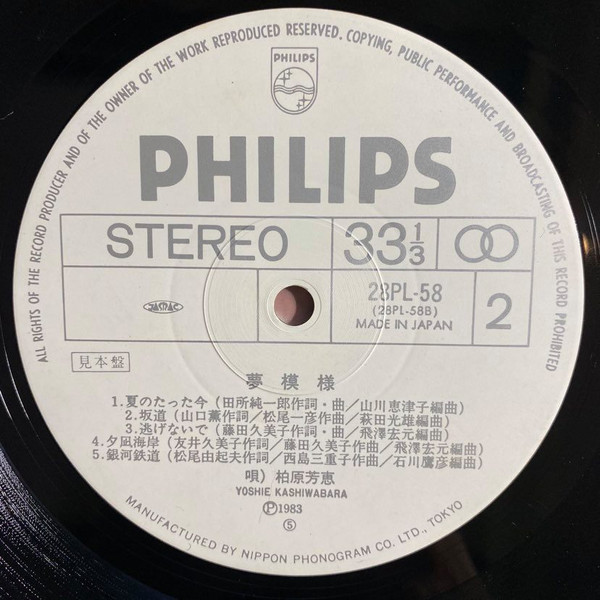 ALL RIGHTS OF THE RECORD PRODUCER AND OF THE OWNER OF THE WORK REPRODUCED RESERVED. COPYING, PUBLIC PERFORMANCE AND BROADCASTING OF THIS RECORD PROHIBITED
PHILIPS
PHILIPS
STEREO 33 1/3
JASRAC 28PL-58 2
(28PL-58B)
MADE IN JAPAN
見本盤
夢模様
1.夏のたった今（田所純一郎作詞・曲／山川恵津子編曲）
2.坂道（山口薫作詞／松尾一彦作曲／萩田光雄編曲）
3.逃げないで（藤田久美子作詞・曲／飛澤宏元編曲）
4.夕凪海岸（友井久美子作詞／藤田久美子作曲／飛澤宏元編曲）
5.銀河鉄道（松尾由起夫作詞／西島三重子作曲／石川鷹彦編曲）
唄）柏原芳恵
YOSHIE KASHIWABARA
Ⓟ1983
⑤
MANUFACTURED BY NIPPON PHONOGRAM CO. LTD., TOKYO